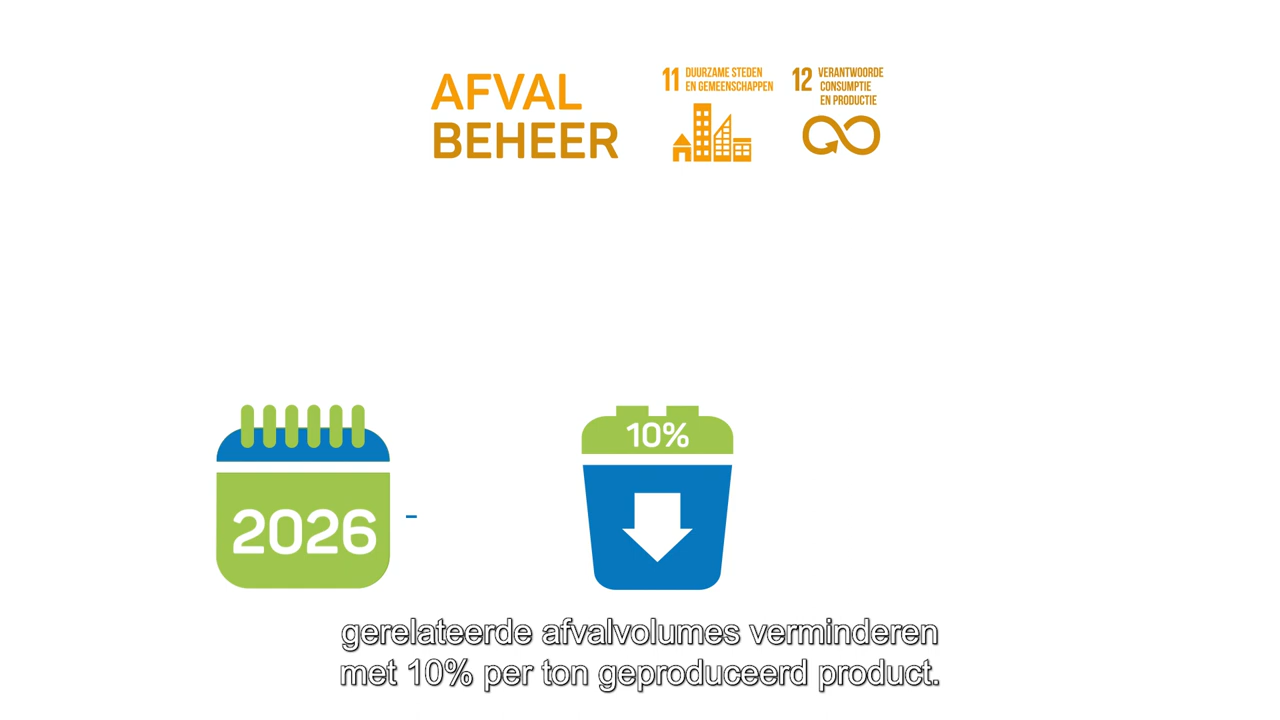 AFVAL
BEHEER
11 DUURZAME STEDEN
EN GEMEENSCHAPPEN
12 VERANTWOORDE
CONSUMPTIE
EN PRODUCTIE
2026
-
10%
gerelateerde afvalvolumes verminderen
met 10% per ton geproduceerd product.